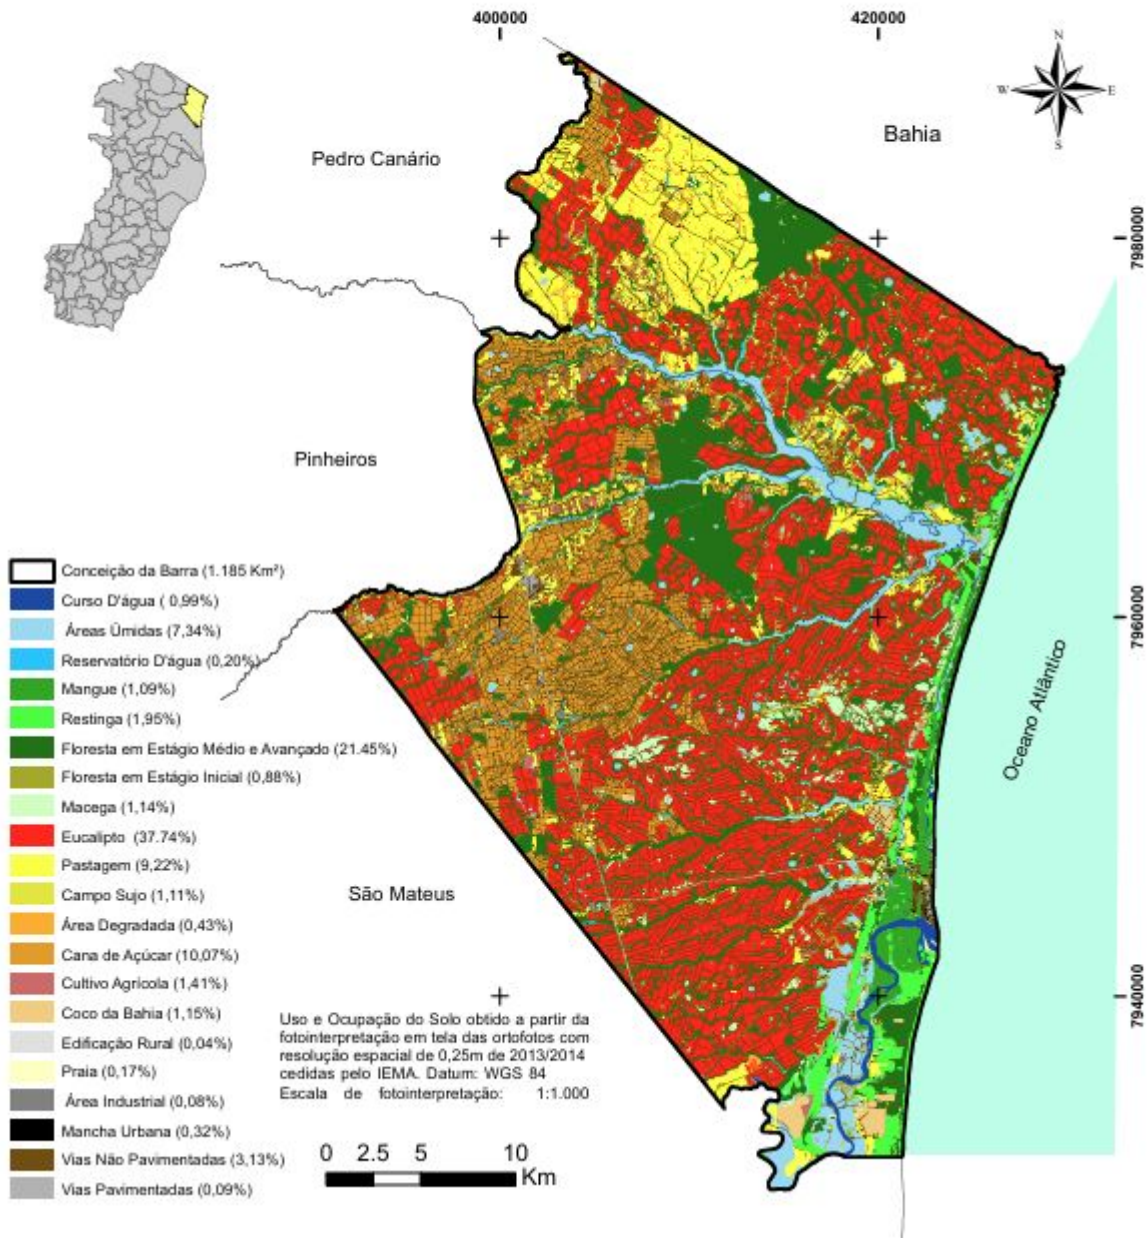 400000
420000
N
W
E
S
Bahia
Pedro Canário
7980000
Pinheiros
Conceição da Barra (1.185 Km²)
Curso D'água ( 0,99%)
Áreas Úmidas (7,34%)
Reservatório D'água (0,20%)
Mangue (1,09%)
Restinga (1,95%)
Floresta em Estágio Médio e Avançado (21.45%)
Floresta em Estágio Inicial (0,88%)
Macega (1,14%)
Eucalipto (37.74%)
Pastagem (9,22%)
Campo Sujo (1,11%)
Área Degradada (0,43%)
Cana de Açúcar (10,07%)
Cultivo Agrícola (1,41%)
Coco da Bahia (1,15%)
Edificação Rural (0,04%)
Praia (0,17%)
Área Industrial (0,08%)
Mancha Urbana (0,32%)
Vias Não Pavimentadas (3,13%)
Vias Pavimentadas (0,09%)
7960000
Oceano Atlântico
São Mateus
7940000
Uso e Ocupação do Solo obtido a partir da
fotointerpretação em tela das ortofotos com
resolução espacial de 0,25m de 2013/2014
cedidas pelo IEMA. Datum: WGS 84
Escala de fotointerpretação: 1:1.000
0 2.5 5 10
Km